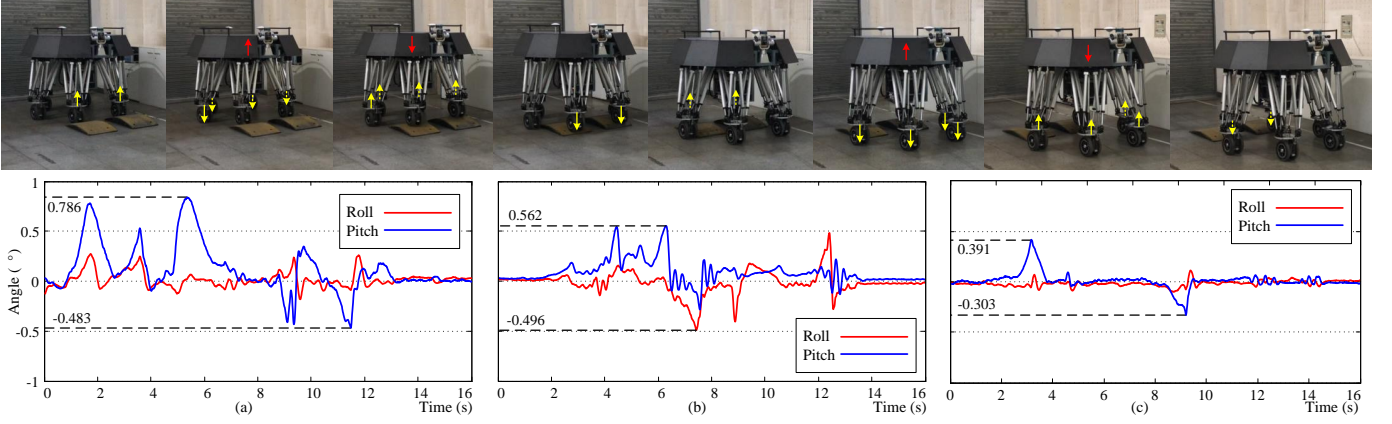 1
0.786
0.5
Angle ( °)
0
-0.483
-0.5
-1
Roll
Pitch
0 2 4 6 8 10 12 14 16
(a)
Time (s)
0.562
-0.496
Roll
Pitch
0 2 4 6 8 10 12 14 16
(b)
Time (s)
0.391
-0.303
Roll
Pitch
0 2 4 6 8 10 12 14 16
(c)
Time (s)